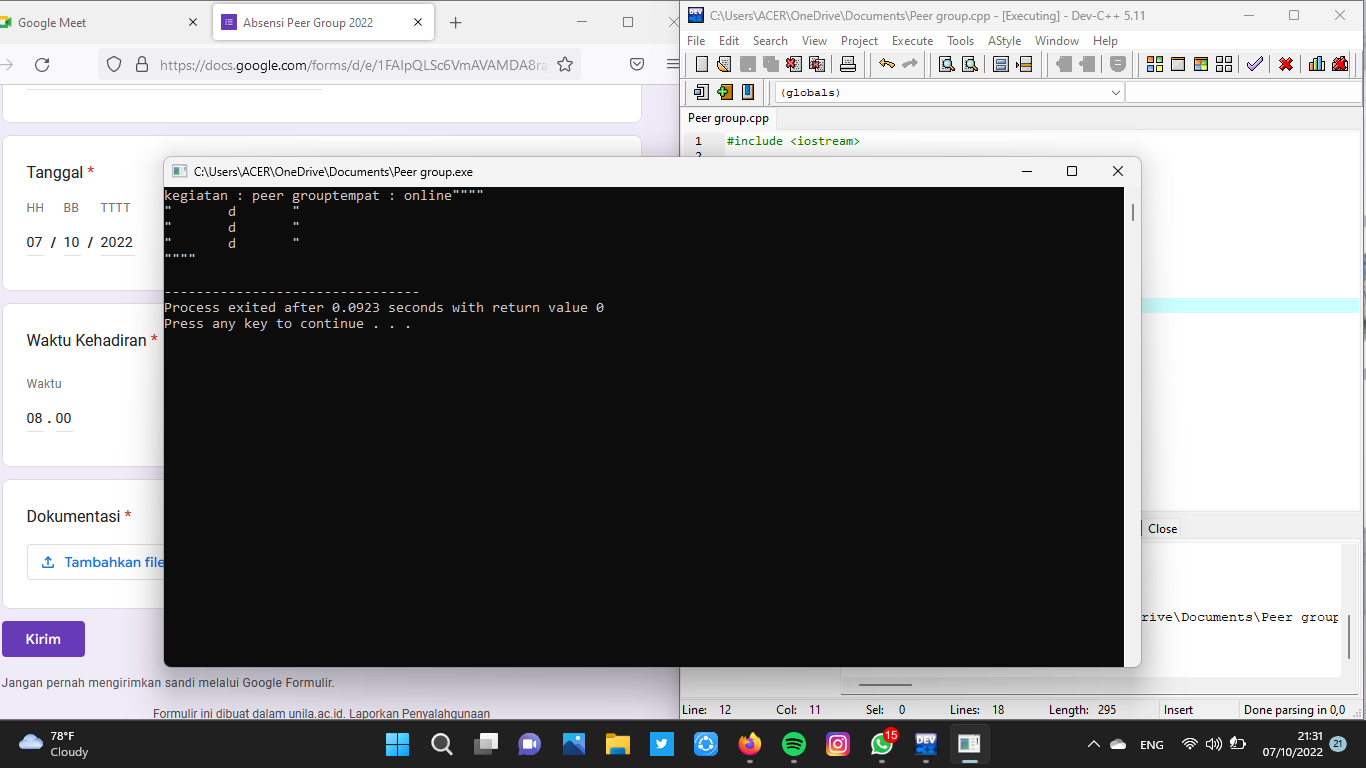 Google Meet
Absensi Peer Group 2022
https://docs.google.com/forms/d/e/1FAIpQLSc6VmAVAMDA8ra
Tanggal *
HH BB TTTT
07 / 10 / 2022
Waktu Kehadiran *
Waktu
08 . 00
Dokumentasi *
Tambahkan file
Kirim
Jangan pernah mengirimkan sandi melalui Google Formulir.
Formulir ini dibuat dalam unila.ac.id. Laporkan Penyalahgunaan
C:\Users\ACER\OneDrive\Documents\Peer group.cpp - [Executing] - Dev-C++ 5.11
File Edit Search View Project Execute Tools AStyle Window Help
(globals)
Peer group.cpp
1 #include <iostream>
2
C:\Users\ACER\OneDrive\Documents\Peer group.exe
kegiatan : peer grouptempat : online""""
"       d       "
"       d       "
"       d       "
""""
--------------------------------
Process exited after 0.0923 seconds with return value 0
Press any key to continue . . .
Close
rive\Documents\Peer group
Line: 12 Col: 11 Sel: 0 Lines: 18 Length: 295 Insert Done parsing in 0,0
78°F
Cloudy
15
DEV
ENG
21:31
07/10/2022
21